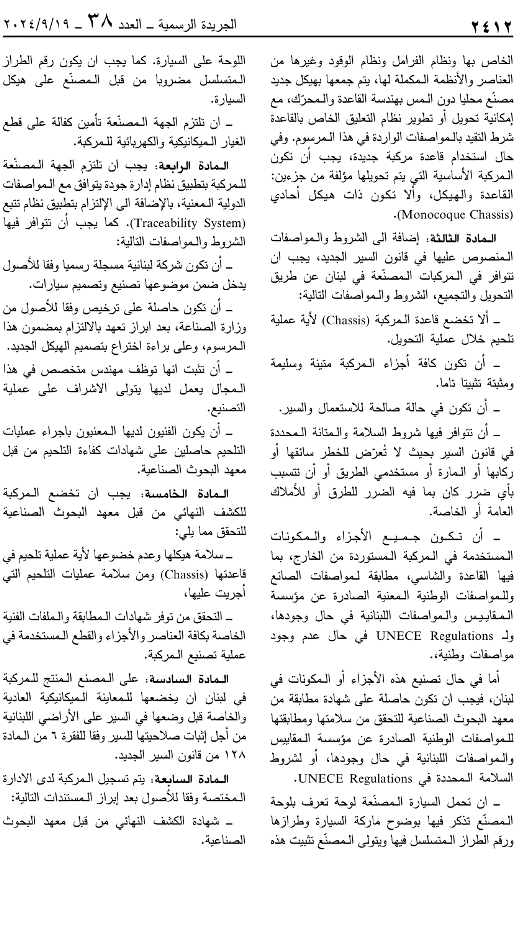 ٢٤١٢
الجريدة الرسمية ــ العدد ٣٨ ــ ٢٠٢٤/٩/١٩
الخاص بها ونظام الفرامل ونظام الوقود وغيرها من
العناصر والأنظمة المكملة لها، يتم جمعها بهيكل جديد
مصنّع محليا دون المس بهندسة القاعدة والمحرّك، مع
إمكانية تحويل أو تطوير نظام التعليق الخاص بالقاعدة
شرط التقيد بالمواصفات الواردة في هذا المرسوم. وفي
حال استخدام قاعدة مركبة جديدة، يجب أن تكون
المركبة الأساسية التي يتم تحويلها مؤلفة من جزءين:
القاعدة والهيكل، وألّا تكون ذات هيكل أحادي
(Monocoque Chassis).
المادة الثالثة: إضافة الى الشروط والمواصفات
المنصوص عليها في قانون السير الجديد، يجب ان
تتوافر في المركبات المصنّعة في لبنان عن طريق
التحويل والتجميع، الشروط والمواصفات التالية:
ــ ألا تخضع قاعدة المركبة (Chassis) لأية عملية
تلحيم خلال عملية التحويل.
ــ أن تكون كافة أجزاء المركبة متينة وسليمة
ومثبتة تثبيتا تاما.
ــ أن تكون في حالة صالحة للاستعمال والسير.
ــ أن تتوافر فيها شروط السلامة والمتانة المحددة
في قانون السير بحيث لا تُعرّض للخطر سائقها أو
ركابها أو المارة أو مستخدمي الطريق أو أن تتسبب
بأي ضرر كان بما فيه الضرر للطرق أو للأملاك
العامة أو الخاصة.
ــ أن تكون جميع الأجزاء والمكونات
المستخدمة في المركبة المستوردة من الخارج، بما
فيها القاعدة والشاسي، مطابقة لمواصفات الصانع
وللمواصفات الوطنية المعنية الصادرة عن مؤسسة
المقاييس والمواصفات اللبنانية في حال وجودها،
ولـ UNECE Regulations في حال عدم وجود
مواصفات وطنية،.
أما في حال تصنيع هذه الأجزاء أو المكونات في
لبنان، فيجب ان تكون حاصلة على شهادة مطابقة من
معهد البحوث الصناعية للتحقق من سلامتها ومطابقتها
للمواصفات الوطنية الصادرة عن مؤسسة المقاييس
والمواصفات اللبنانية في حال وجودها، أو لشروط
السلامة المحددة في UNECE Regulations.
ــ ان تحمل السيارة المصنّعة لوحة تعرف بلوحة
المصنّع تذكر فيها بوضوح ماركة السيارة وطرازها
ورقم الطراز المتسلسل فيها ويتولى المصنّع تثبيت هذه
اللوحة على السيارة. كما يجب ان يكون رقم الطراز
المتسلسل مضروبا من قبل المصنّع على هيكل
السيارة.
ــ ان تلتزم الجهة المصنّعة تأمين كفالة على قطع
الغيار الميكانيكية والكهربائية للمركبة.
المادة الرابعة: يجب ان تلتزم الجهة المصنّعة
للمركبة بتطبيق نظام إدارة جودة يتوافق مع المواصفات
الدولية المعنية، بالإضافة الى الإلتزام بتطبيق نظام تتبع
(Traceability System). كما يجب أن تتوافر فيها
الشروط والمواصفات التالية:
ــ أن تكون شركة لبنانية مسجلة رسميا وفقا للأصول
يدخل ضمن موضوعها تصنيع وتصميم سيارات.
ــ أن تكون حاصلة على ترخيص وفقا للأصول من
وزارة الصناعة، بعد ابراز تعهد بالالتزام بمضمون هذا
المرسوم، وعلى براءة اختراع بتصميم الهيكل الجديد.
ــ أن تثبت انها توظف مهندس متخصص في هذا
المجال يعمل لديها يتولى الاشراف على عملية
التصنيع.
ــ أن يكون الفنيون لديها المعنيون باجراء عمليات
التلحيم حاصلين على شهادات كفاءة التلحيم من قبل
معهد البحوث الصناعية.
المادة الخامسة: يجب ان تخضع المركبة
للكشف النهائي من قبل معهد البحوث الصناعية
للتحقق مما يلي:
ــ سلامة هيكلها وعدم خضوعها لأية عملية تلحيم في
قاعدتها (Chassis) ومن سلامة عمليات التلحيم التي
أجريت عليها،
ــ التحقق من توفر شهادات المطابقة والملفات الفنية
الخاصة بكافة العناصر والأجزاء والقطع المستخدمة في
عملية تصنيع المركبة.
المادة السادسة: على المصنع المنتج للمركبة
في لبنان ان يخضعها للمعاينة الميكانيكية العادية
والخاصة قبل وضعها في السير على الأراضي اللبنانية
من أجل إثبات صلاحيتها للسير وفقا للفقرة ٦ من المادة
١٢٨ من قانون السير الجديد.
المادة السابعة: يتم تسجيل المركبة لدى الادارة
المختصة وفقا للأصول بعد إبراز المستندات التالية:
ــ شهادة الكشف النهائي من قبل معهد البحوث
الصناعية.